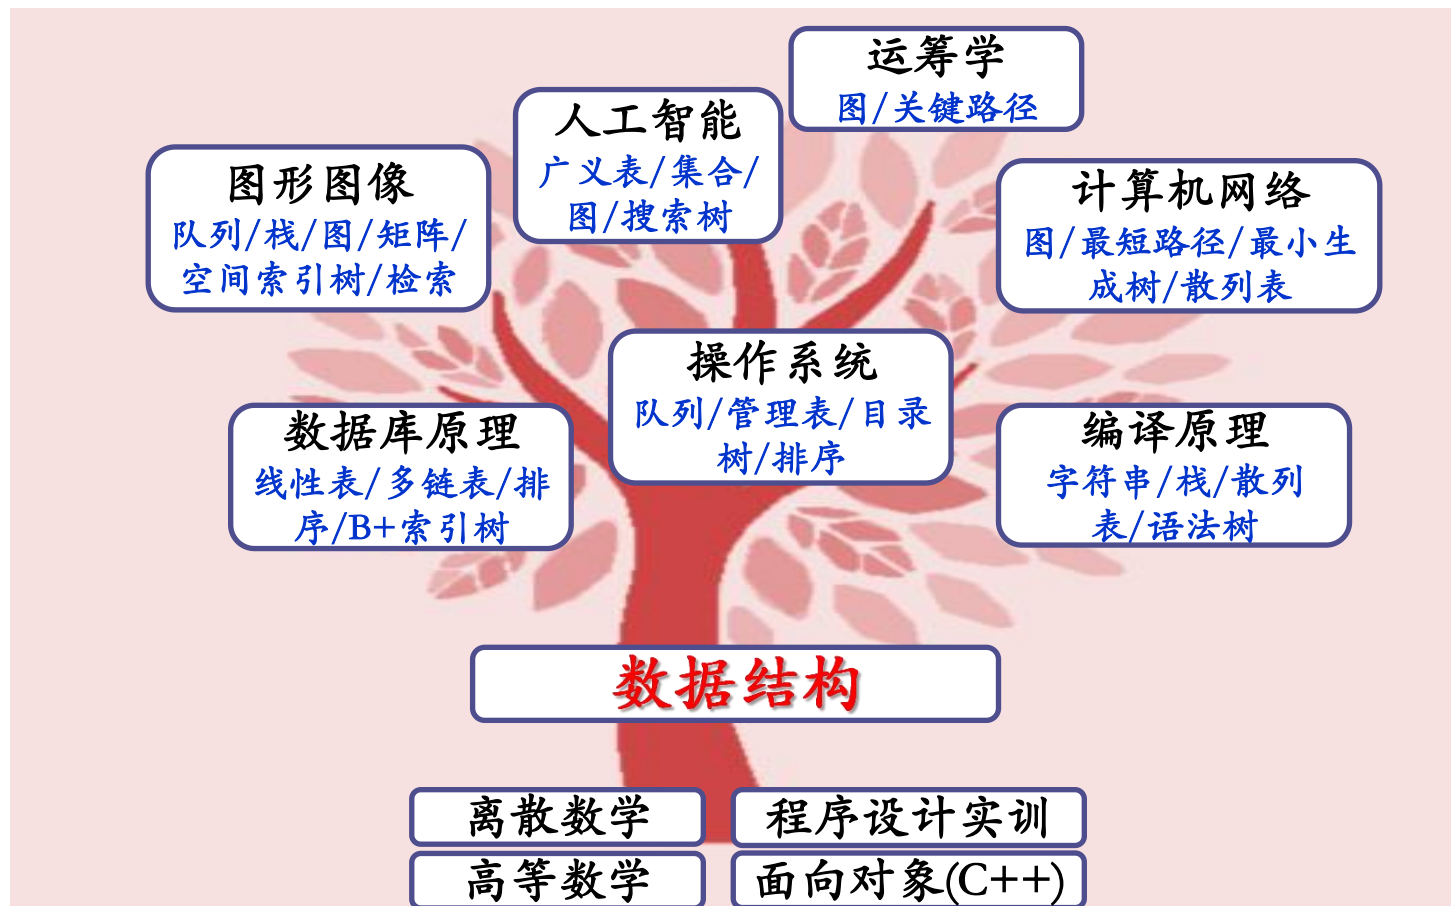 运筹学
图/关键路径
人工智能
广义表/集合/
图/搜索树
图形图像
队列/栈/图/矩阵/
空间索引树/检索
计算机网络
图/最短路径/最小生
成树/散列表
操作系统
队列/管理表/目录
树/排序
数据库原理
线性表/多链表/排
序/B+索引树
编译原理
字符串/栈/散列
表/语法树
数据结构
离散数学
程序设计实训
高等数学
面向对象(C++)